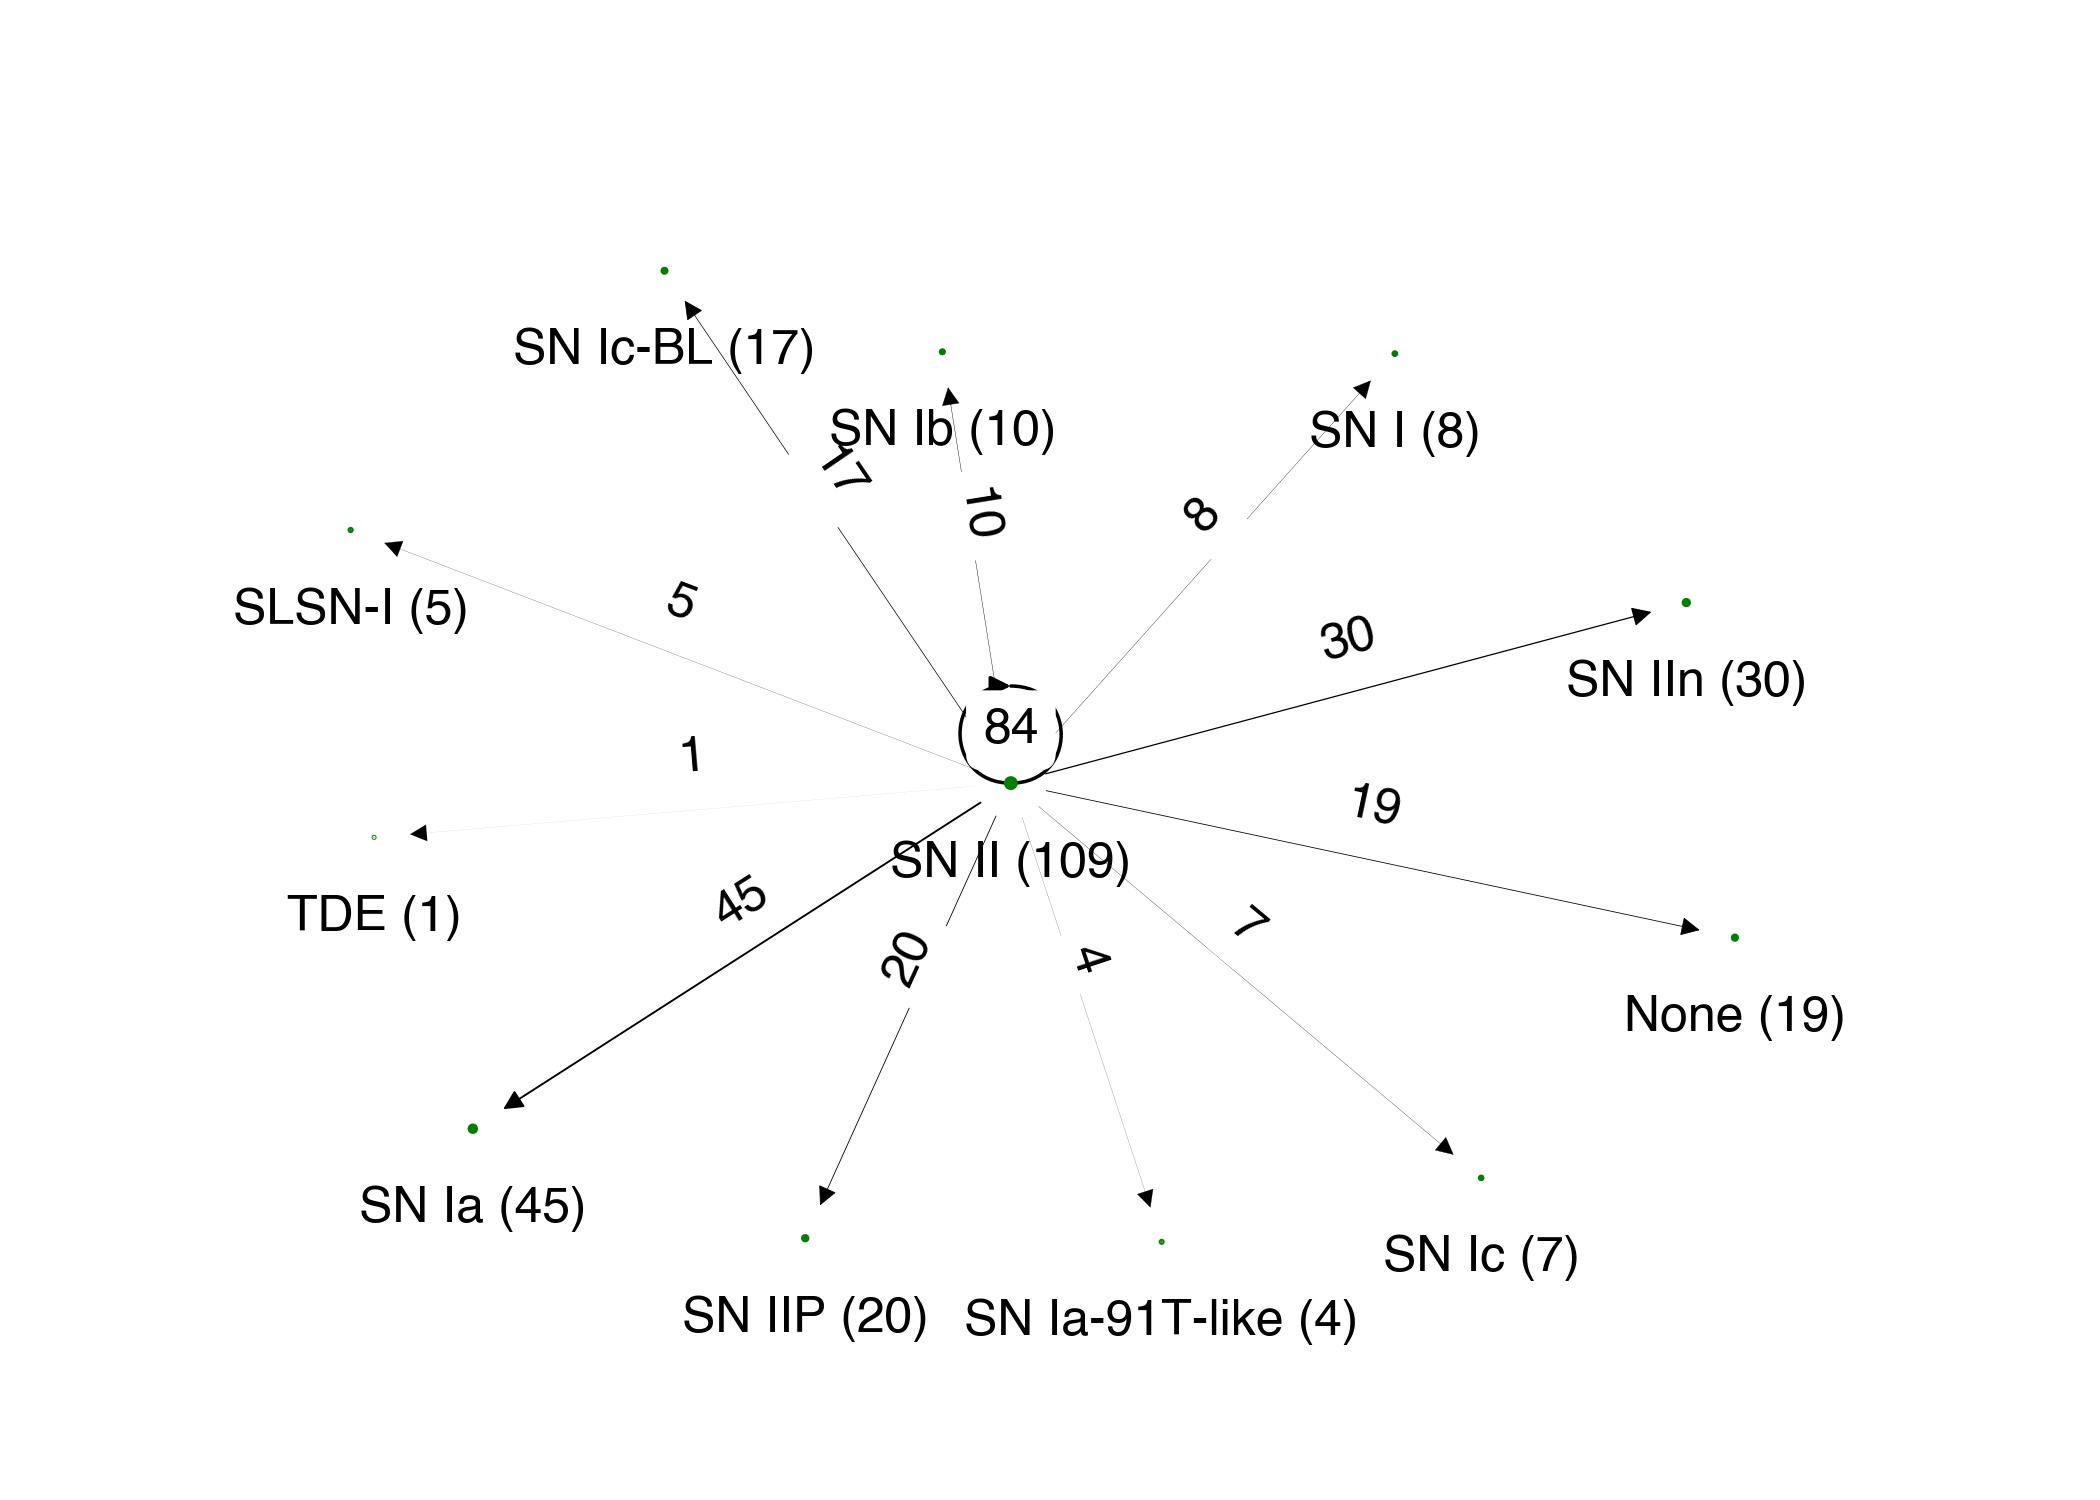 SN Ic-BL (17)
SN Ib (10)
SN I (8)
17
10
8
SLSN-I (5)
5
30
SN IIn (30)
84
1
19
SN II (109)
TDE (1)
45
20
4
7
None (19)
SN Ia (45)
SN IIP (20)
SN Ia-91T-like (4)
SN Ic (7)